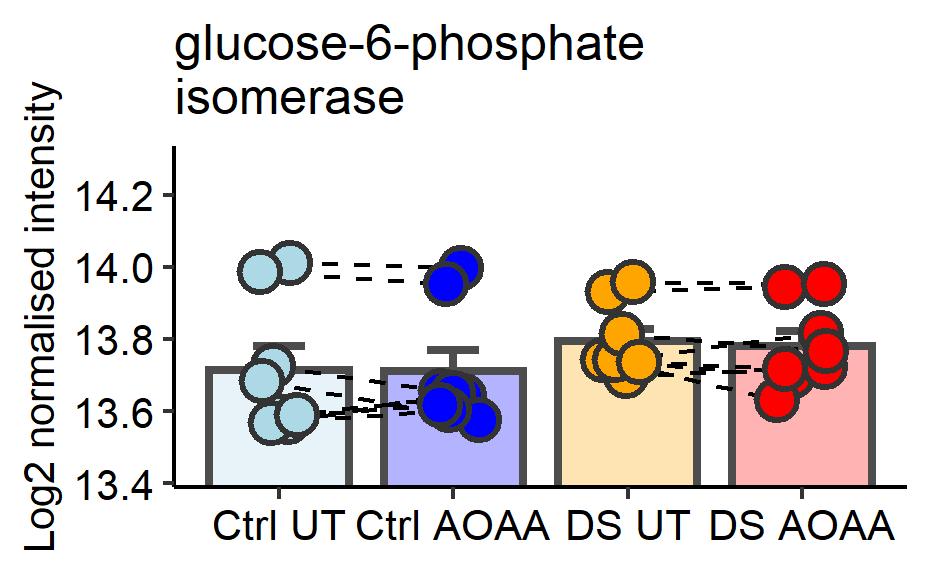 glucose-6-phosphate
isomerase
Log2 normalised intensity
14.2
14.0
13.8
13.6
13.4
Ctrl UT Ctrl AOAA DS UT DS AOAA